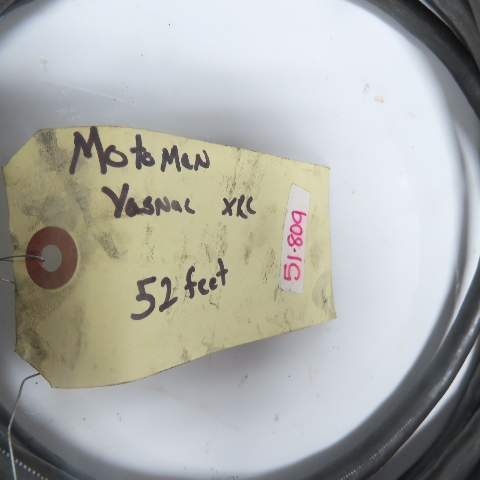 MotoMan
Yasnac XRC
52 feet
51-809